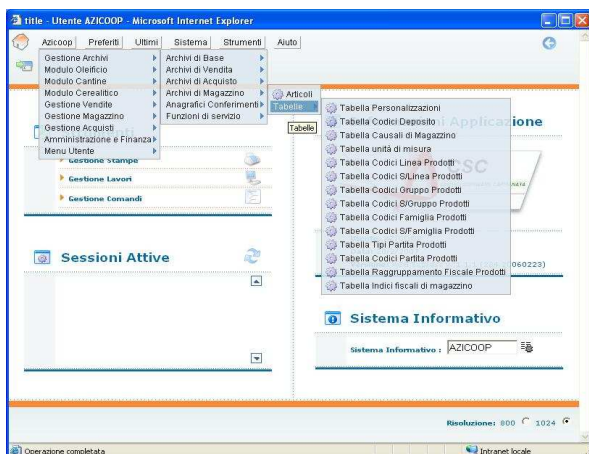 title - Utente AZICOOP - Microsoft Internet Explorer
Azicoop Preferiti Ultimi Sistema Strumenti Aiuto
Gestione Archivi
Modulo Oleificio
Modulo Cantine
Modulo Cerealitico
Gestione Vendite
Gestione Magazzino
Gestione Acquisti
Amministrazione e Finanza
Menu Utente
Archivi di Base
Archivi di Vendita
Archivi di Acquisto
Archivi di Magazzino
Anagrafici Conferimenti
Funzioni di servizio
Articoli
Tabelle
Tabelle
Tabella Personalizzazioni
Tabella Codici Deposito
Tabella Causali di Magazzino
Tabella unità di misura
Tabella Codici Linea Prodotti
Tabella Codici S/Linea Prodotti
Tabella Codici Gruppo Prodotti
Tabella Codici S/Gruppo Prodotti
Tabella Codici Famiglia Prodotti
Tabella Codici S/Famiglia Prodotti
Tabella Tipi Partita Prodotti
Tabella Codici Partita Prodotti
Tabella Raggruppamento Fiscale Prodotti
Tabella Indici fiscali di magazzino
Applicazione
CSC
060223)
Gestione Stampe
Gestione Lavori
Gestione Comandi
Sessioni Attive
Sistema Informativo
Sistema Informativo : AZICOOP
Risoluzione: 800 1024
Operazione completata
Intranet locale